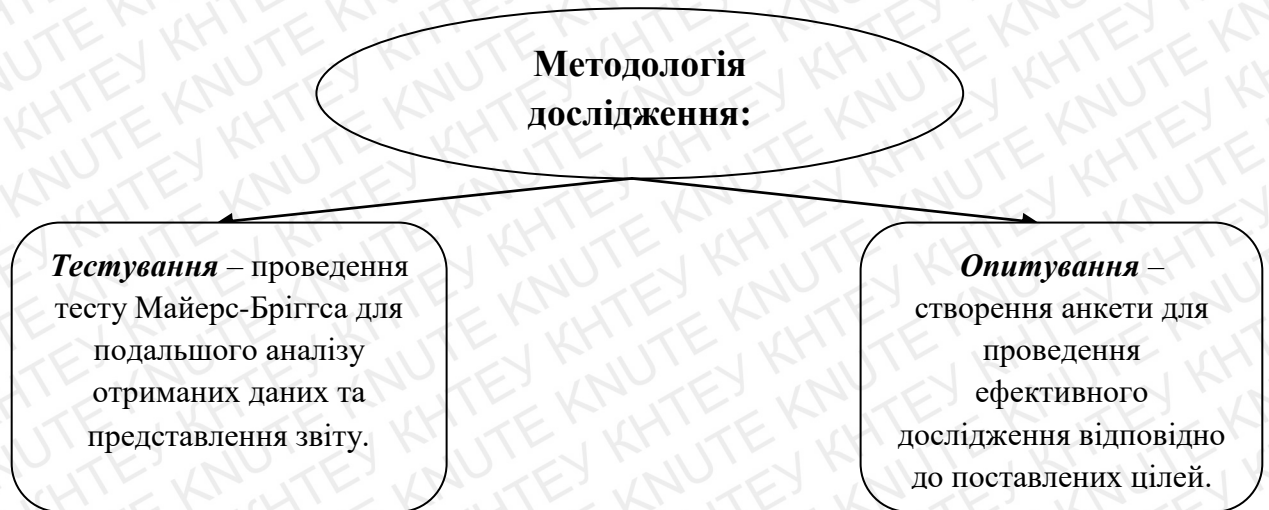 Методологія
дослідження:
Тестування – проведення
тесту Майерс-Бріггса для
подальшого аналізу
отриманих даних та
представлення звіту.
Опитування –
створення анкети для
проведення
ефективного
дослідження відповідно
до поставлених цілей.